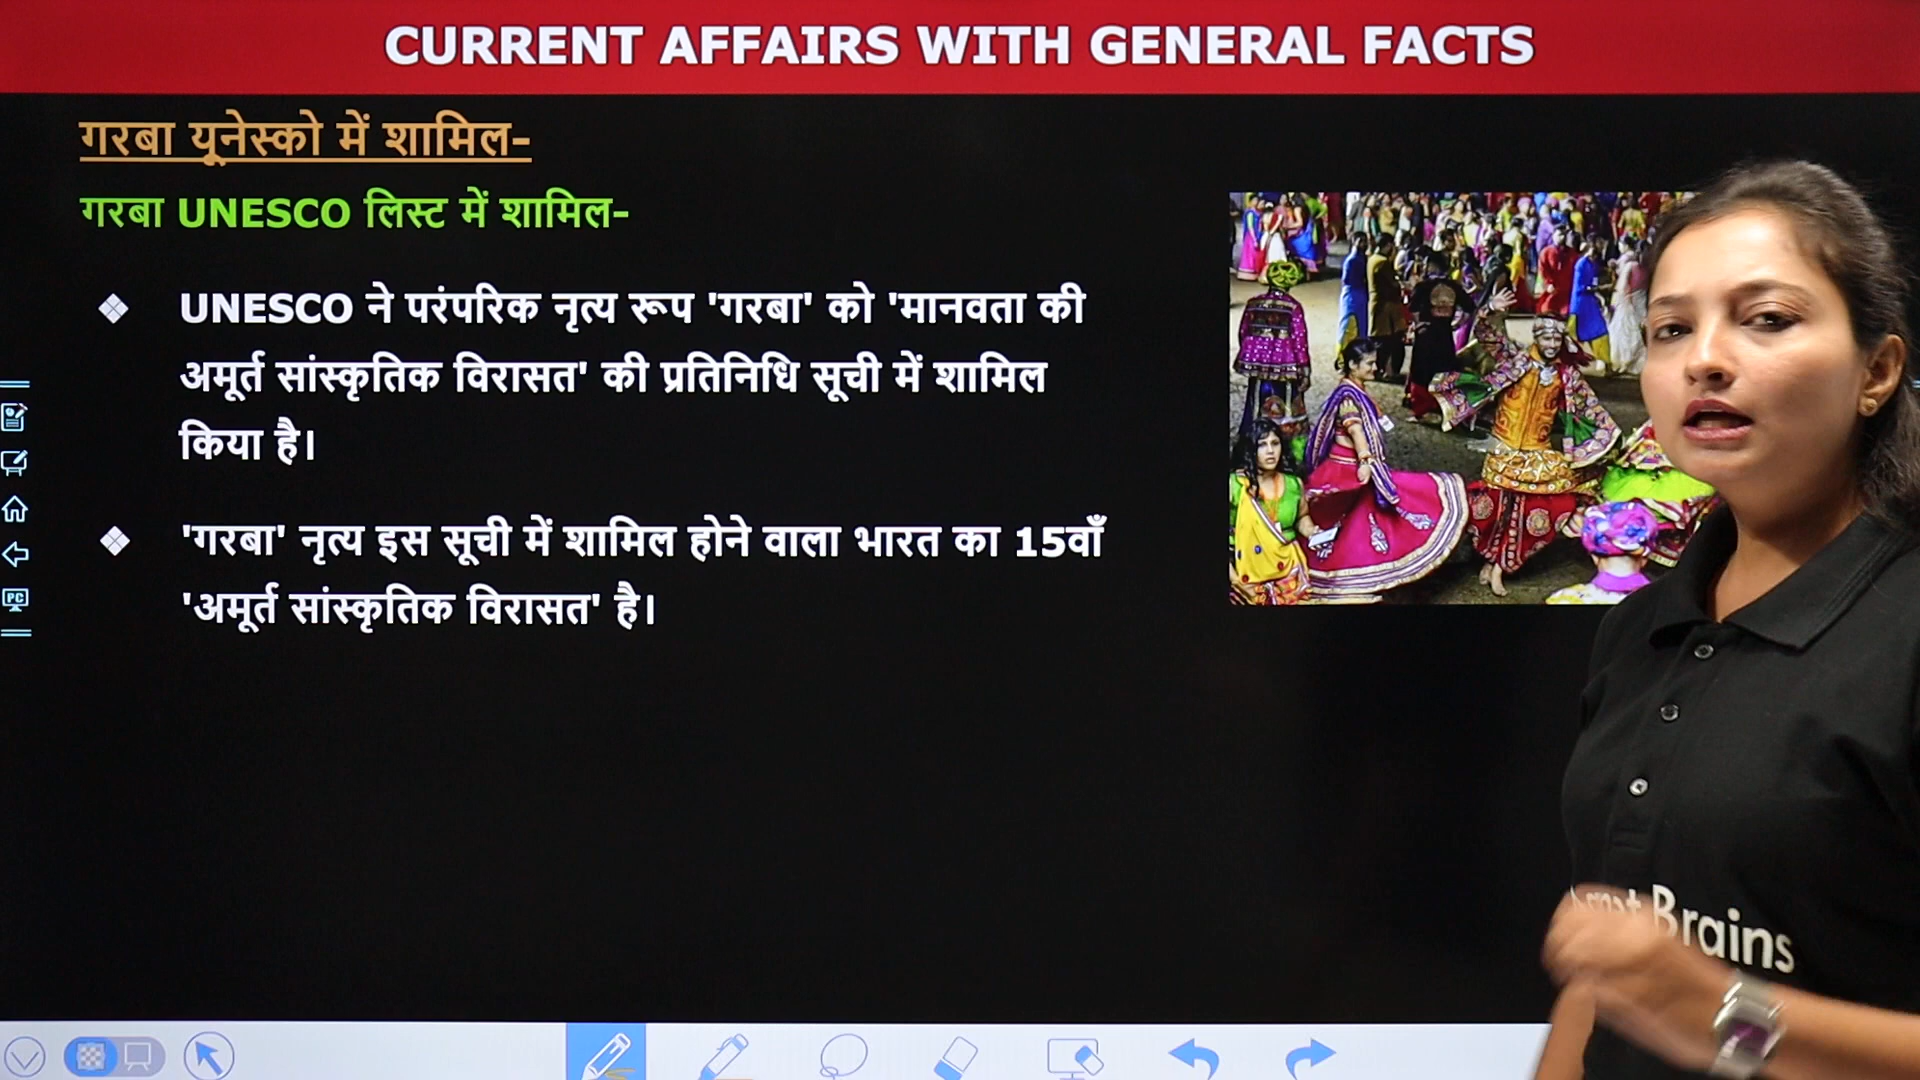 CURRENT AFFAIRS WITH GENERAL FACTS
गरबा यूनेस्को में शामिल-
गरबा UNESCO लिस्ट में शामिल-
❖ UNESCO ने परंपरिक नृत्य रूप 'गरबा' को 'मानवता की
अमूर्त सांस्कृतिक विरासत' की प्रतिनिधि सूची में शामिल
किया है।
❖ 'गरबा' नृत्य इस सूची में शामिल होने वाला भारत का 15वाँ
'अमूर्त सांस्कृतिक विरासत' है।
Brains
PC